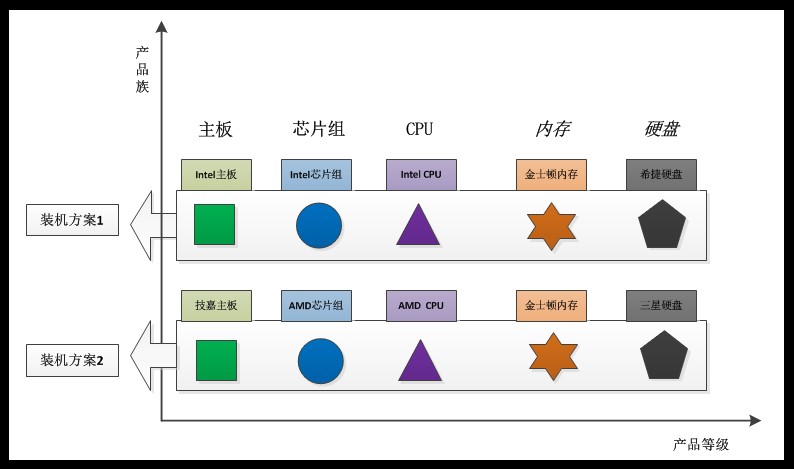 产品族
主板 芯片组 CPU 内存 硬盘
Intel主板 Intel芯片组 Intel CPU 金士顿内存 希捷硬盘
装机方案1
技嘉主板 AMD芯片组 AMD CPU 金士顿内存 三星硬盘
装机方案2
产品等级